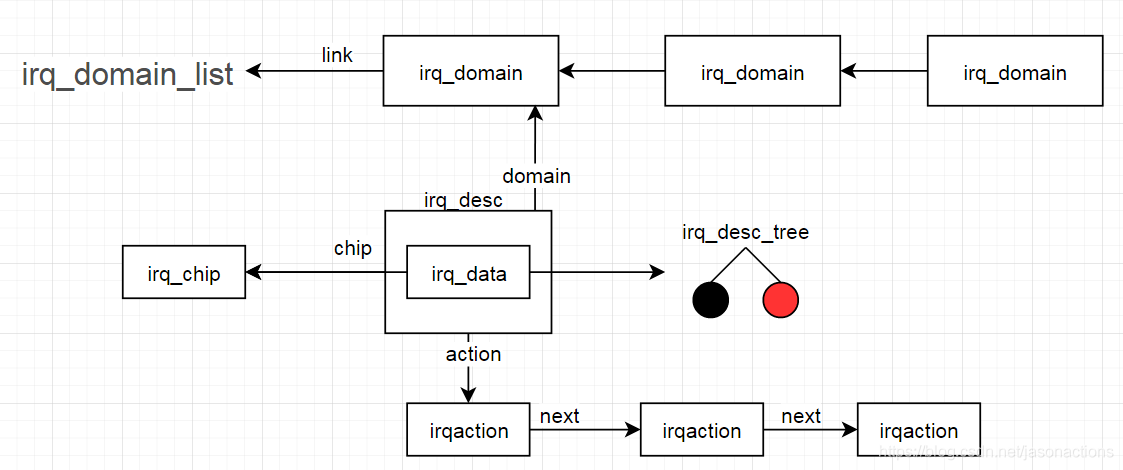 link
irq_domain_list
irq_domain
irq_domain
irq_domain
domain
irq_desc
irq_desc_tree
chip
irq_chip
irq_data
action
irqaction
next
irqaction
next
irqaction
https://blog.csdn.net/jasonactions